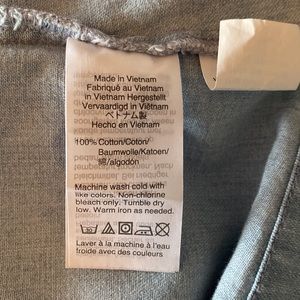 Made in Vietnam
Fabriqué au Vietnam
in Vietnam Hergestellt
Vervaardigd in Vietnam
ベトナム製
Hecho en Vietnam
100% Cotton/Coton/
Baumwolle/Katoen/
綿/algodón
Machine wash cold with
like colors. Non-chlorine
bleach only. Tumble dry
low. Warm iron as needed.
Laver à la machine à l'eau
froide avec des couleurs